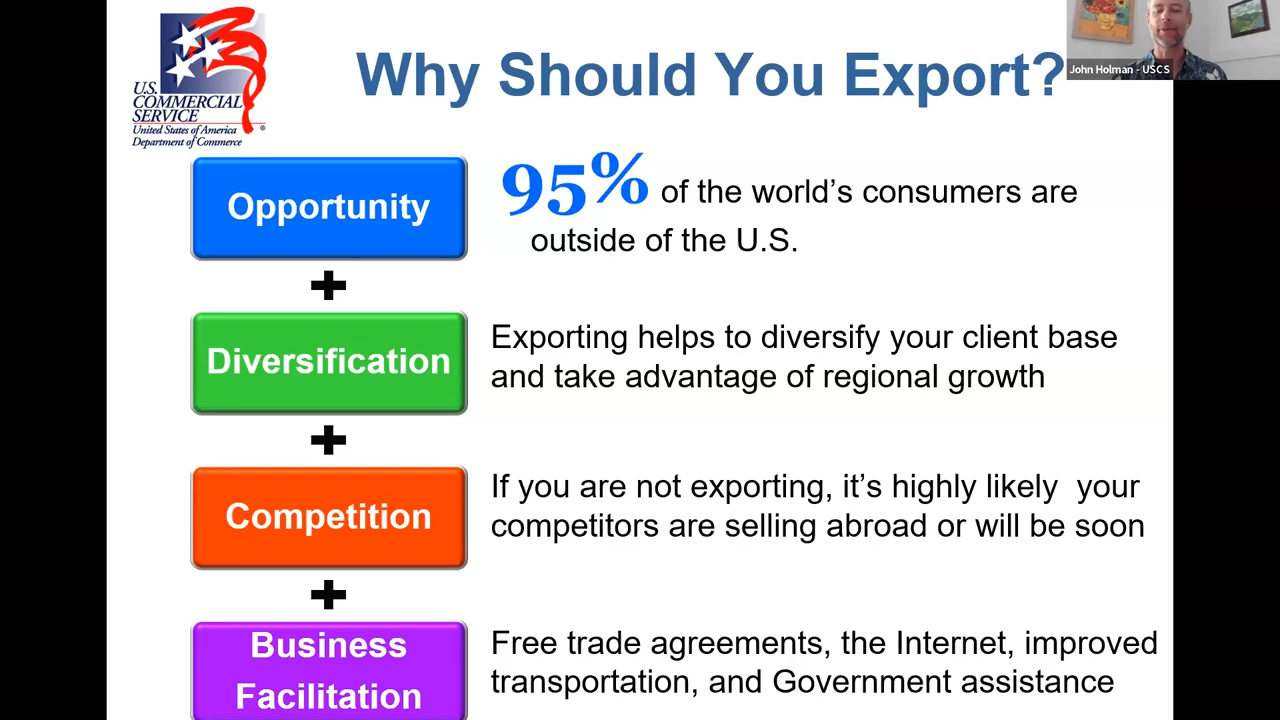 Why Should You Export?
John Holman - USCS
U.S.
COMMERCIAL
SERVICE
United States of America
Department of Commerce
®
Opportunity
95% of the world’s consumers are
outside of the U.S.
+
Diversification
Exporting helps to diversify your client base
and take advantage of regional growth
+
Competition
If you are not exporting, it’s highly likely  your
competitors are selling abroad or will be soon
+
Business
Facilitation
Free trade agreements, the Internet, improved
transportation, and Government assistance